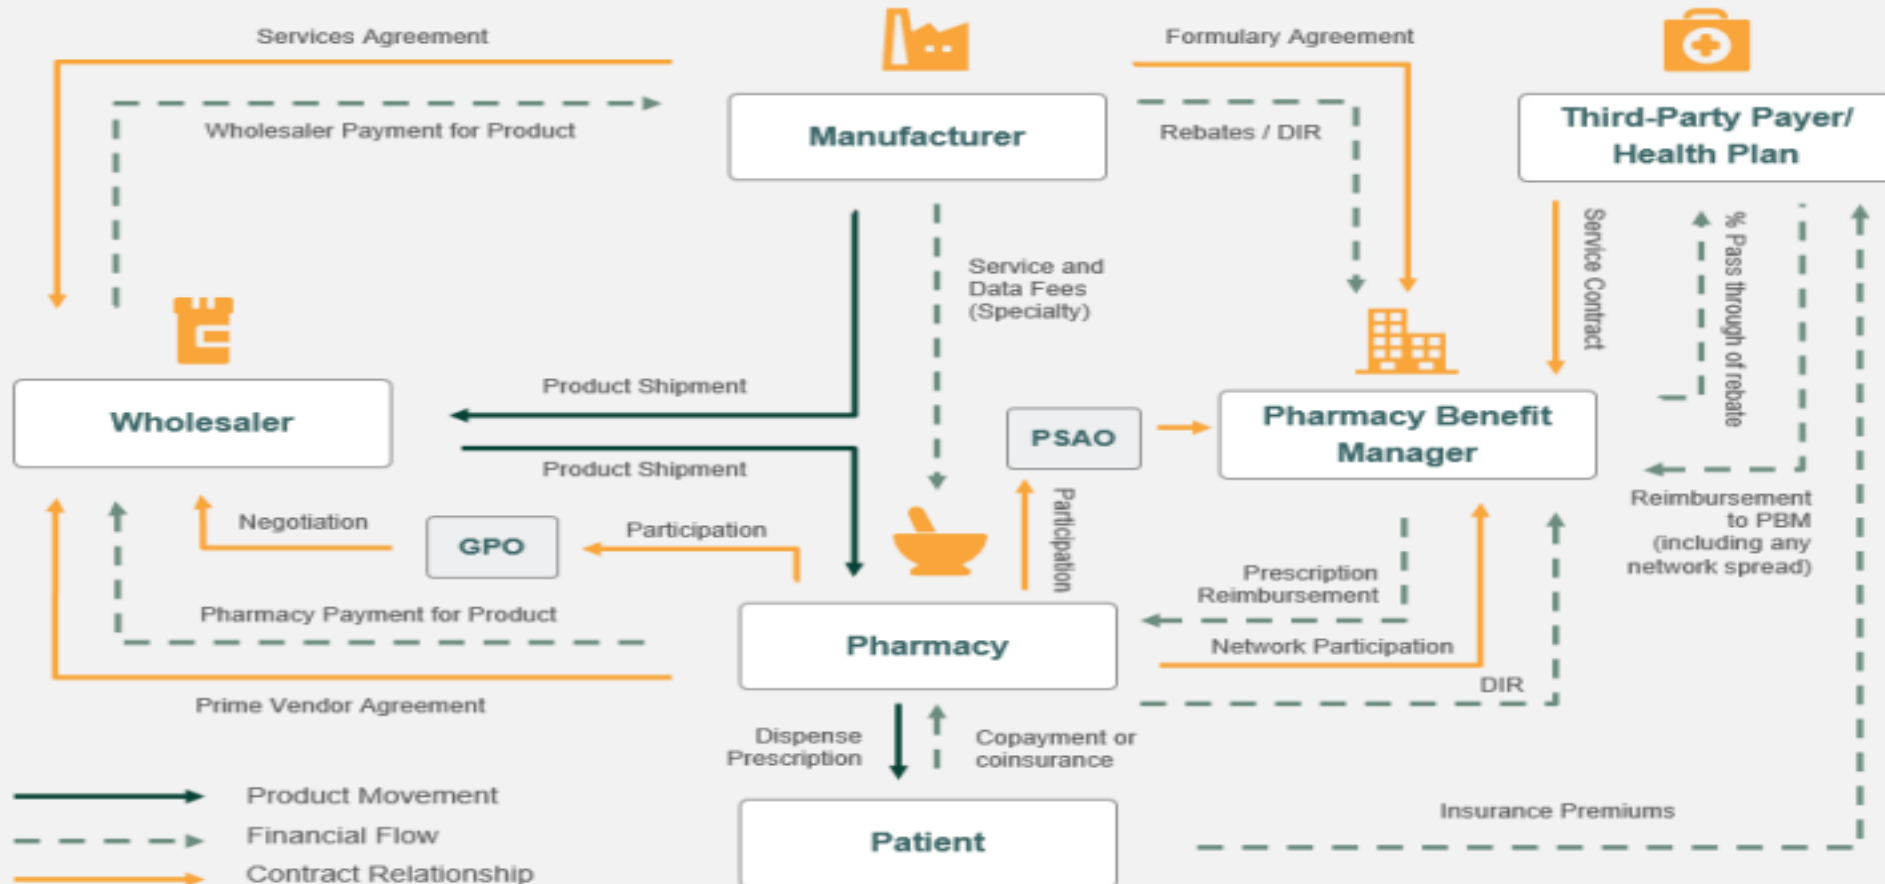 Services Agreement
Formulary Agreement
Wholesaler Payment for Product
Manufacturer
Rebates / DIR
Third-Party Payer/
Health Plan
Service and
Data Fees
(Specialty)
Service Contract
% Pass through of rebate
Product Shipment
Wholesaler
Product Shipment
PSAO
Pharmacy Benefit
Manager
Negotiation
GPO
Participation
Participation
Reimbursement
to PBM
(including any
network spread)
Prescription
Reimbursement
Pharmacy Payment for Product
Pharmacy
Network Participation
DIR
Prime Vendor Agreement
Dispense
Prescription
Copayment or
coinsurance
Product Movement
Financial Flow
Contract Relationship
Patient
Insurance Premiums